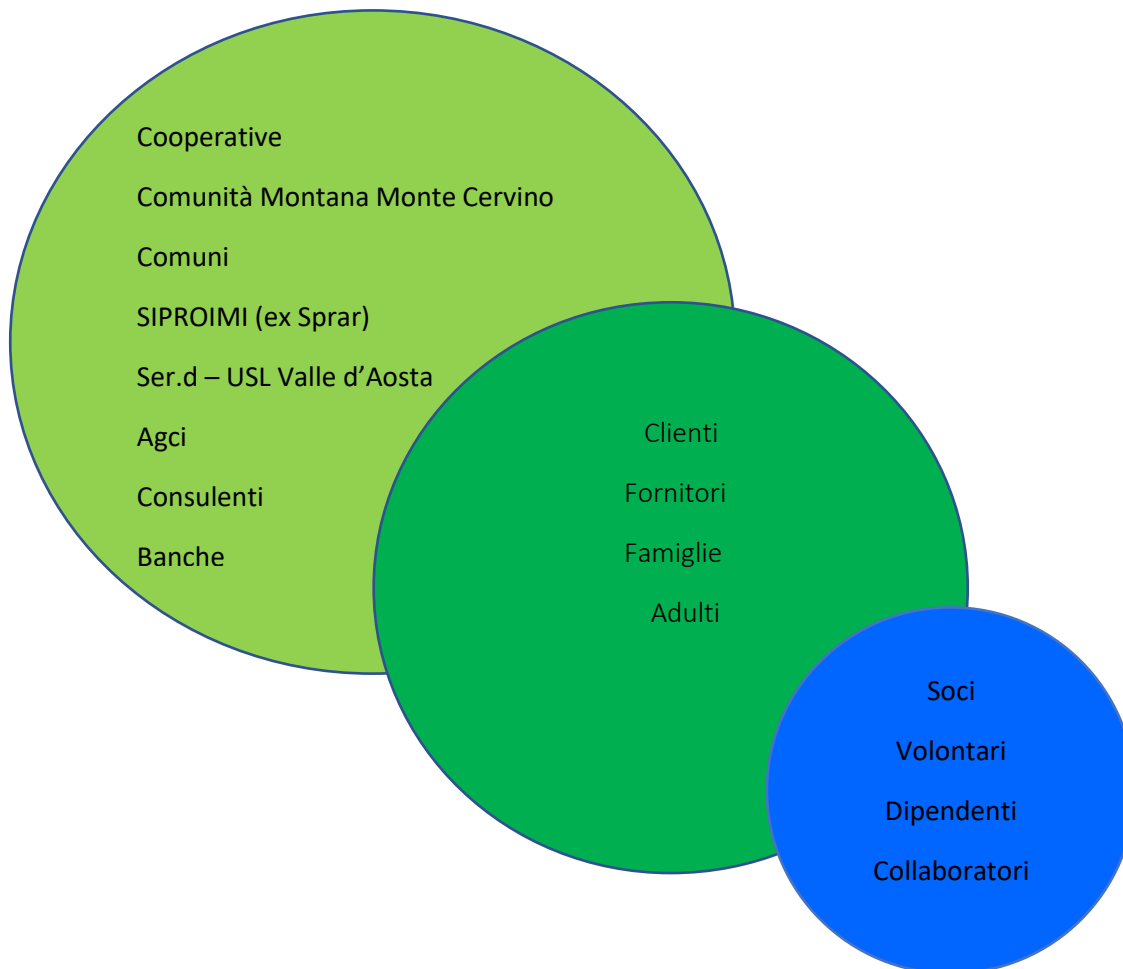 Cooperative
Comunità Montana Monte Cervino
Comuni
SIPROIMI (ex Sprar)
Ser.d – USL Valle d’Aosta
Agci
Consulenti
Banche
Clienti
Fornitori
Famiglie
Adulti
Soci
Volontari
Dipendenti
Collaboratori